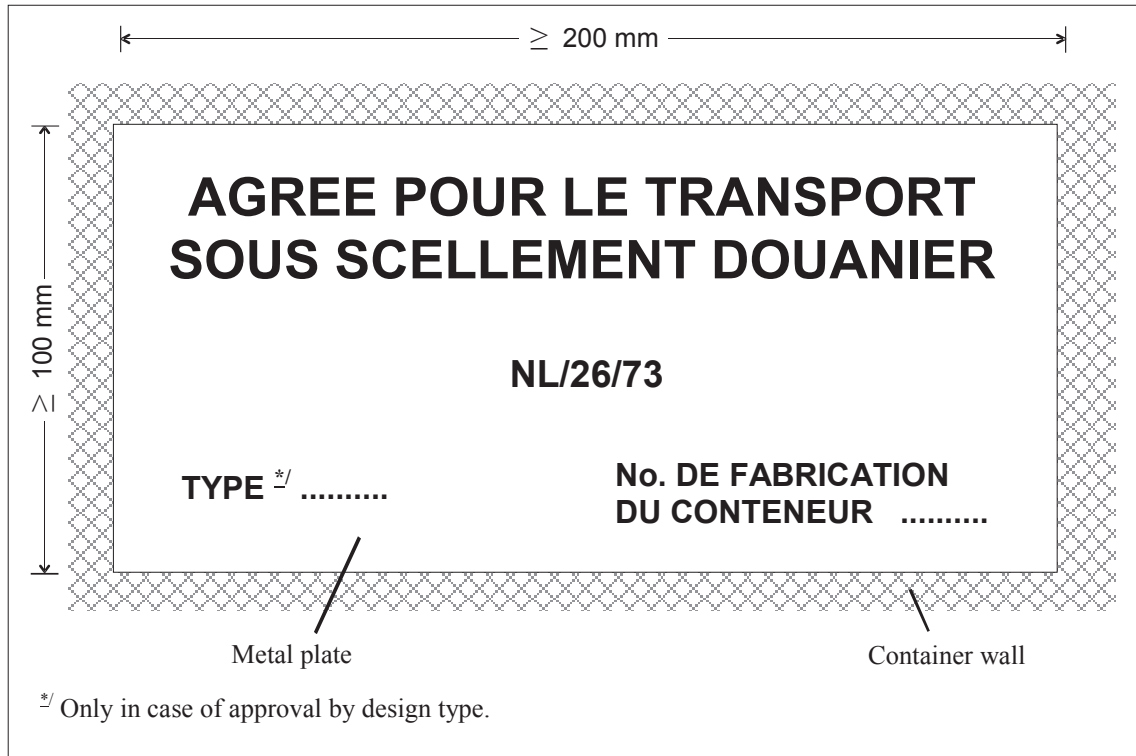 ≥ 200 mm
≥ 100 mm
AGREE POUR LE TRANSPORT
SOUS SCELLEMENT DOUANIER
NL/26/73
TYPE */ ..........
No. DE FABRICATION
DU CONTENEUR ..........
Metal plate
Container wall
*/ Only in case of approval by design type.